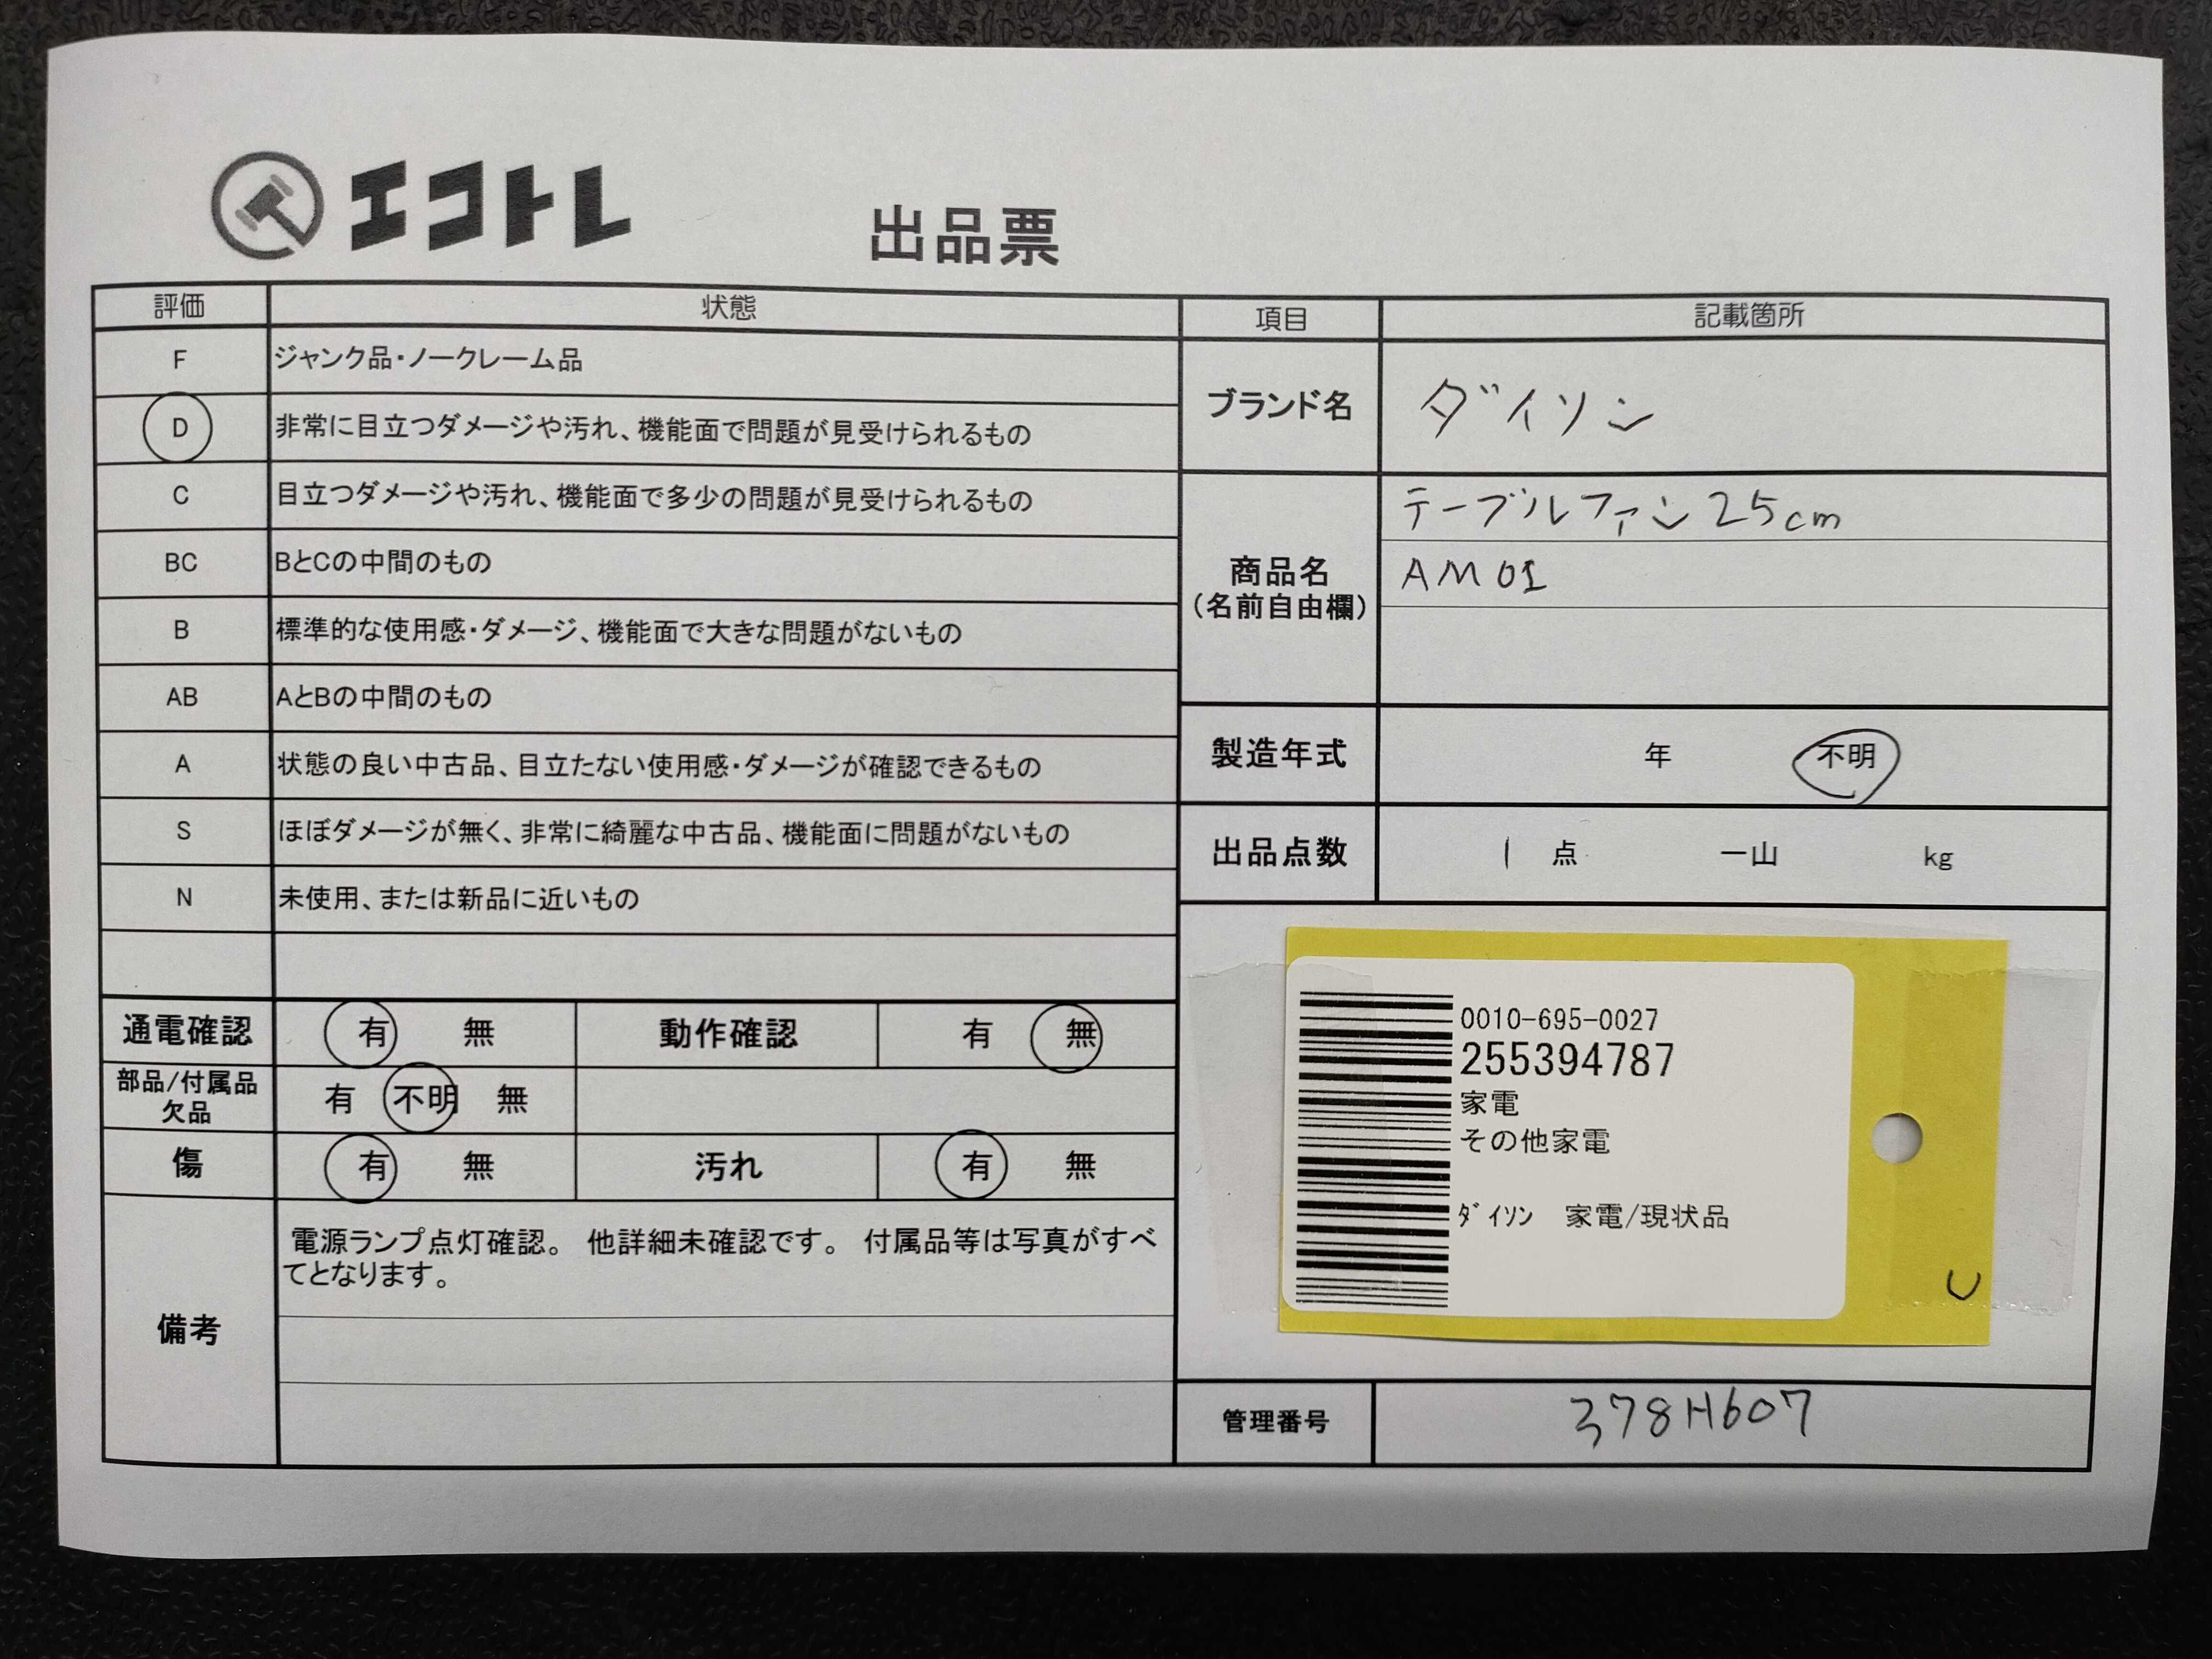 エコトレ
出品票
評価 状態
F ジャンク品・ノークレーム品
D 非常に目立つダメージや汚れ、機能面で問題が見受けられるもの
C 目立つダメージや汚れ、機能面で多少の問題が見受けられるもの
BC BとCの中間のもの
B 標準的な使用感・ダメージ、機能面で大きな問題がないもの
AB AとBの中間のもの
A 状態の良い中古品、目立たない使用感・ダメージが確認できるもの
S ほぼダメージが無く、非常に綺麗な中古品、機能面に問題がないもの
N 未使用、または新品に近いもの
通電確認 有 無 動作確認 有 無
部品/付属品
欠品 有 不明 無
傷 有 無 汚れ 有 無
備考
電源ランプ点灯確認。 他詳細未確認です。 付属品等は写真がすべ
てとなります。
項目 記載箇所
ブランド名 ダイソン
商品名
(名前自由欄)
テーブルファン25cm
AM01
製造年式 年 不明
出品点数 1 点 一山 kg
0010-695-0027
255394787
家電
その他家電
ﾀﾞｲｿﾝ 家電/現状品
U
管理番号 378H607